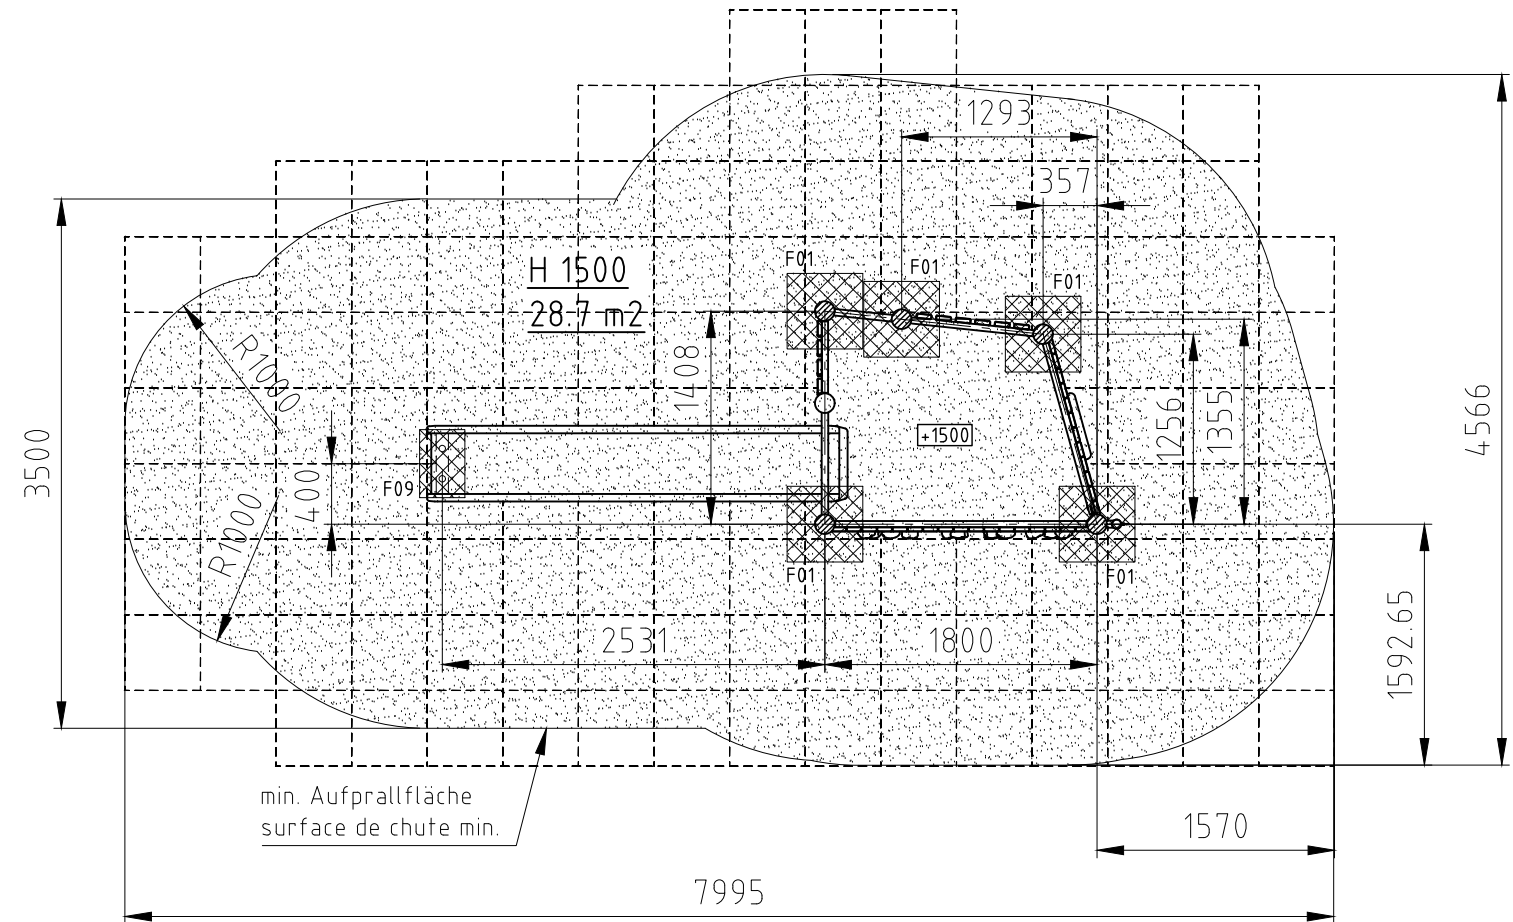 1293
357
H 1500
28.7 m2
F01
F01
F01
R1000
1408
1256
1355
4566
3500
+1500
F09
400
R1000
F01
F01
2531
1800
1592.65
min. Aufprallfläche
surface de chute min.
1570
7995